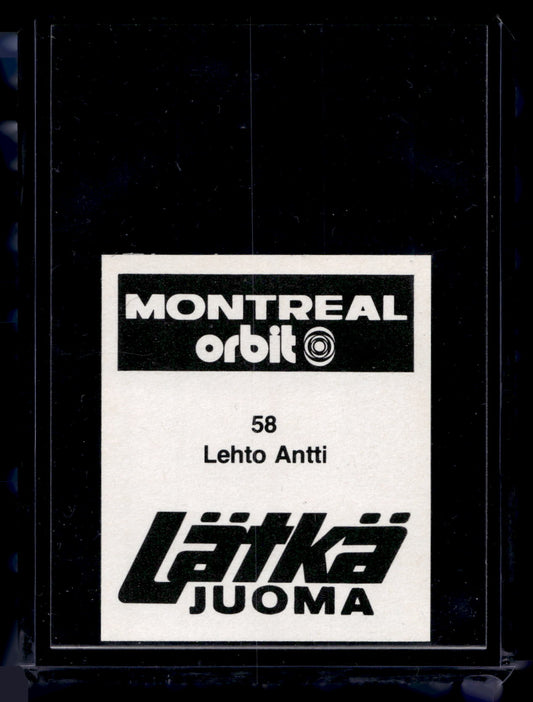 MONTREAL
orbit
58
Lehto Antti
Lätkä
JUOMA